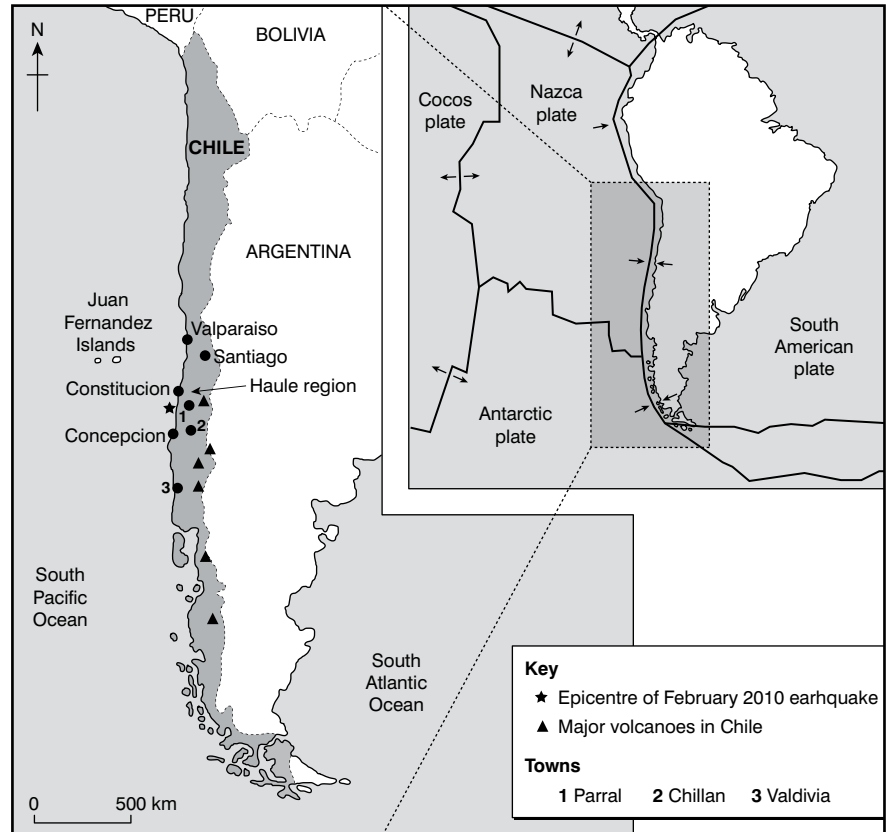 PERU
BOLIVIA
N
CHILE
ARGENTINA
Juan
Fernandez
Islands
Valparaiso
Santiago
Constitucion
Haule region
1
2
Concepcion
3
South
Pacific
Ocean
South
Atlantic
Ocean
0 500 km
Cocos
plate
Nazca
plate
South
American
plate
Antarctic
plate
Key
Epicentre of February 2010 earhquake
Major volcanoes in Chile
Towns
1 Parral 2 Chillan 3 Valdivia